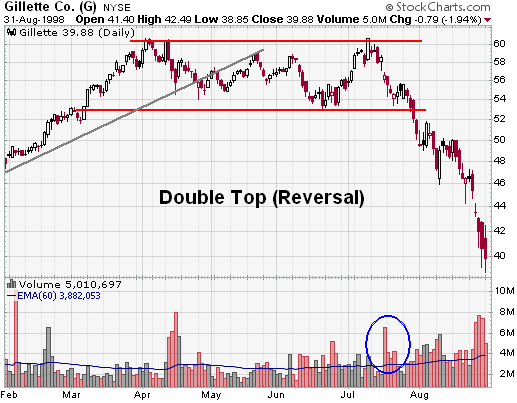 Gillette Co. (G) NYSE © StockCharts.com
31-Aug-1998 Open 41.40 High 42.49 Low 38.85 Close 39.88 Volume 5.0M Chg -0.79 (-1.94%)
Gillette 39.88 (Daily)
60
58
56
54
52
50
48
46
44
42
40
Double Top (Reversal)
Volume 5,010,697
EMA(60) 3,882,053
10M
8M
6M
4M
2M
Feb Mar Apr May Jun Jul Aug